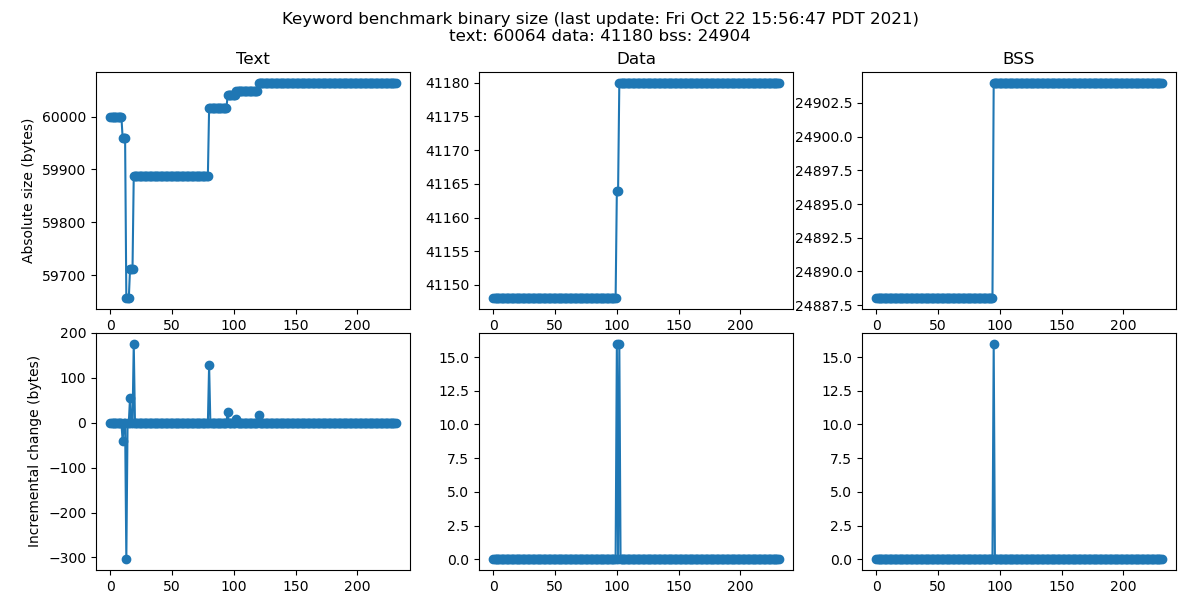 Keyword benchmark binary size (last update: Fri Oct 22 15:56:47 PDT 2021)
text: 60064 data: 41180 bss: 24904
Text
Data
BSS
Absolute size (bytes)
60000
59900
59800
59700
0 50 100 150 200
41180
41175
41170
41165
41160
41155
41150
0 50 100 150 200
24902.5
24900.0
24897.5
24895.0
24892.5
24890.0
24887.5
0 50 100 150 200
Incremental change (bytes)
200
100
0
−100
−200
−300
0 50 100 150 200
15.0
12.5
10.0
7.5
5.0
2.5
0.0
0 50 100 150 200
15.0
12.5
10.0
7.5
5.0
2.5
0.0
0 50 100 150 200